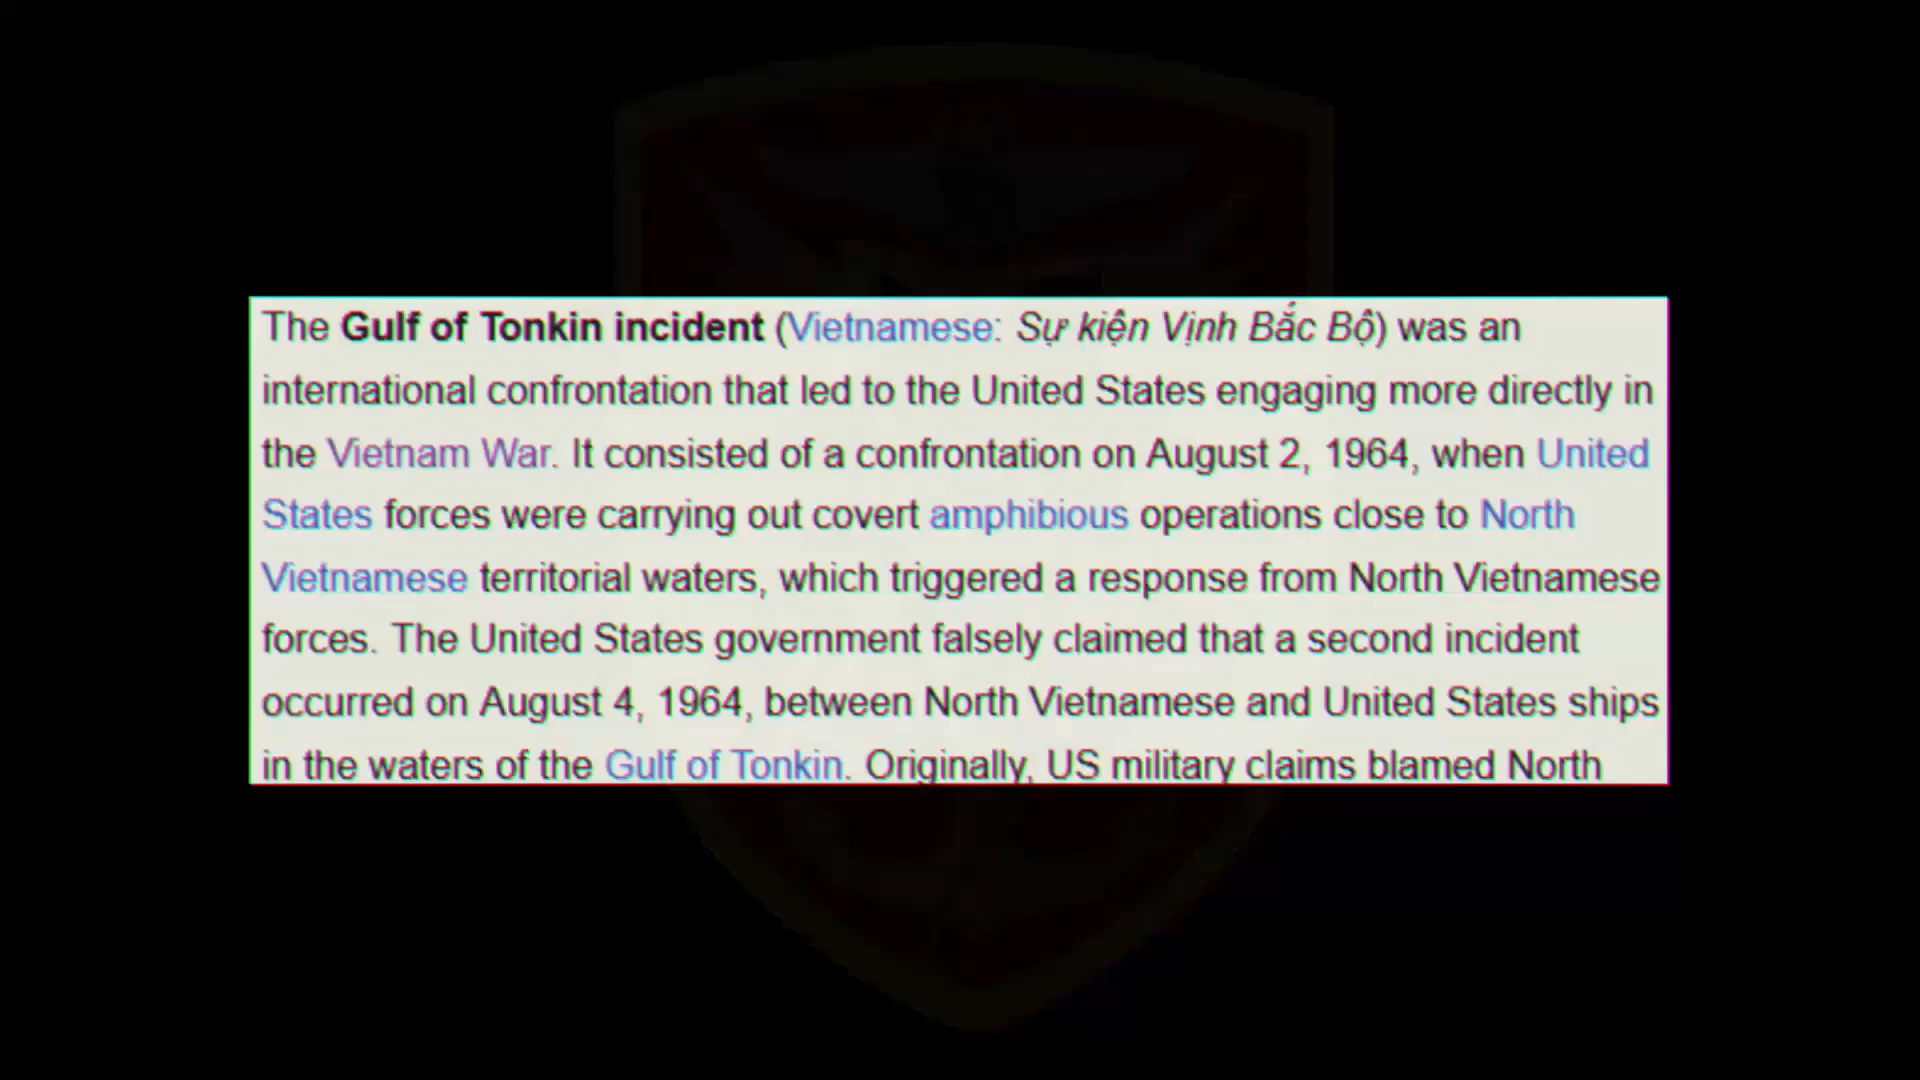 The Gulf of Tonkin incident (Vietnamese: Sự kiện Vịnh Bắc Bộ) was an
international confrontation that led to the United States engaging more directly in
the Vietnam War. It consisted of a confrontation on August 2, 1964, when United
States forces were carrying out covert amphibious operations close to North
Vietnamese territorial waters, which triggered a response from North Vietnamese
forces. The United States government falsely claimed that a second incident
occurred on August 4, 1964, between North Vietnamese and United States ships
in the waters of the Gulf of Tonkin. Originally, US military claims blamed North